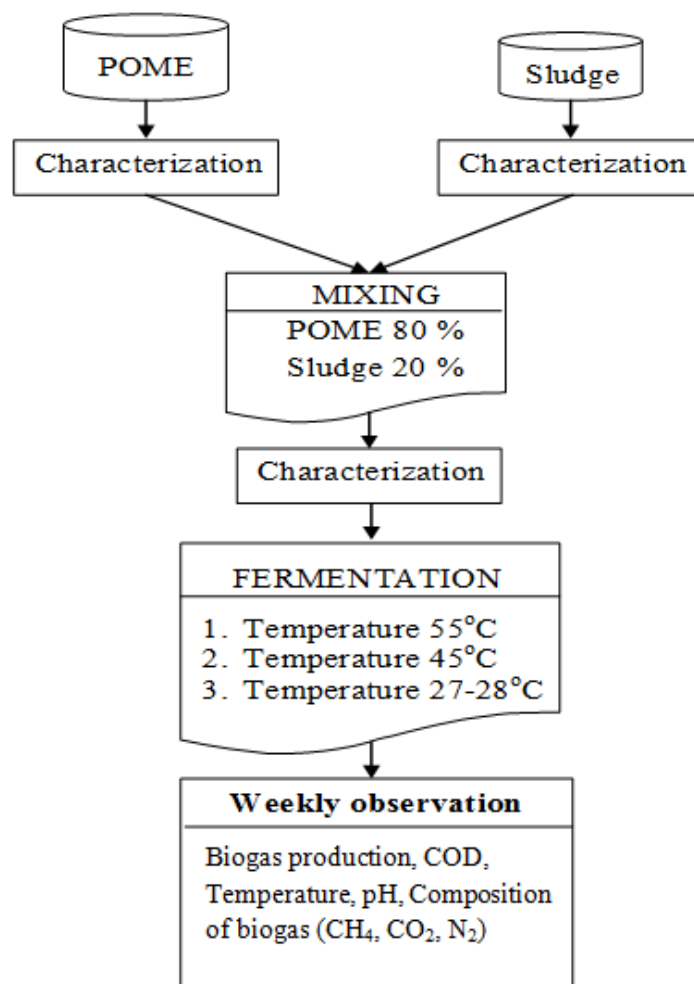 POME
Sludge
Characterization
Characterization
MIXING
POME 80 %
Sludge 20 %
Characterization
FERMENTATION
1. Temperature 55°C
2. Temperature 45°C
3. Temperature 27-28°C
Weekly observation
Biogas production, COD,
Temperature, pH, Composition
of biogas (CH₄, CO₂, N₂)